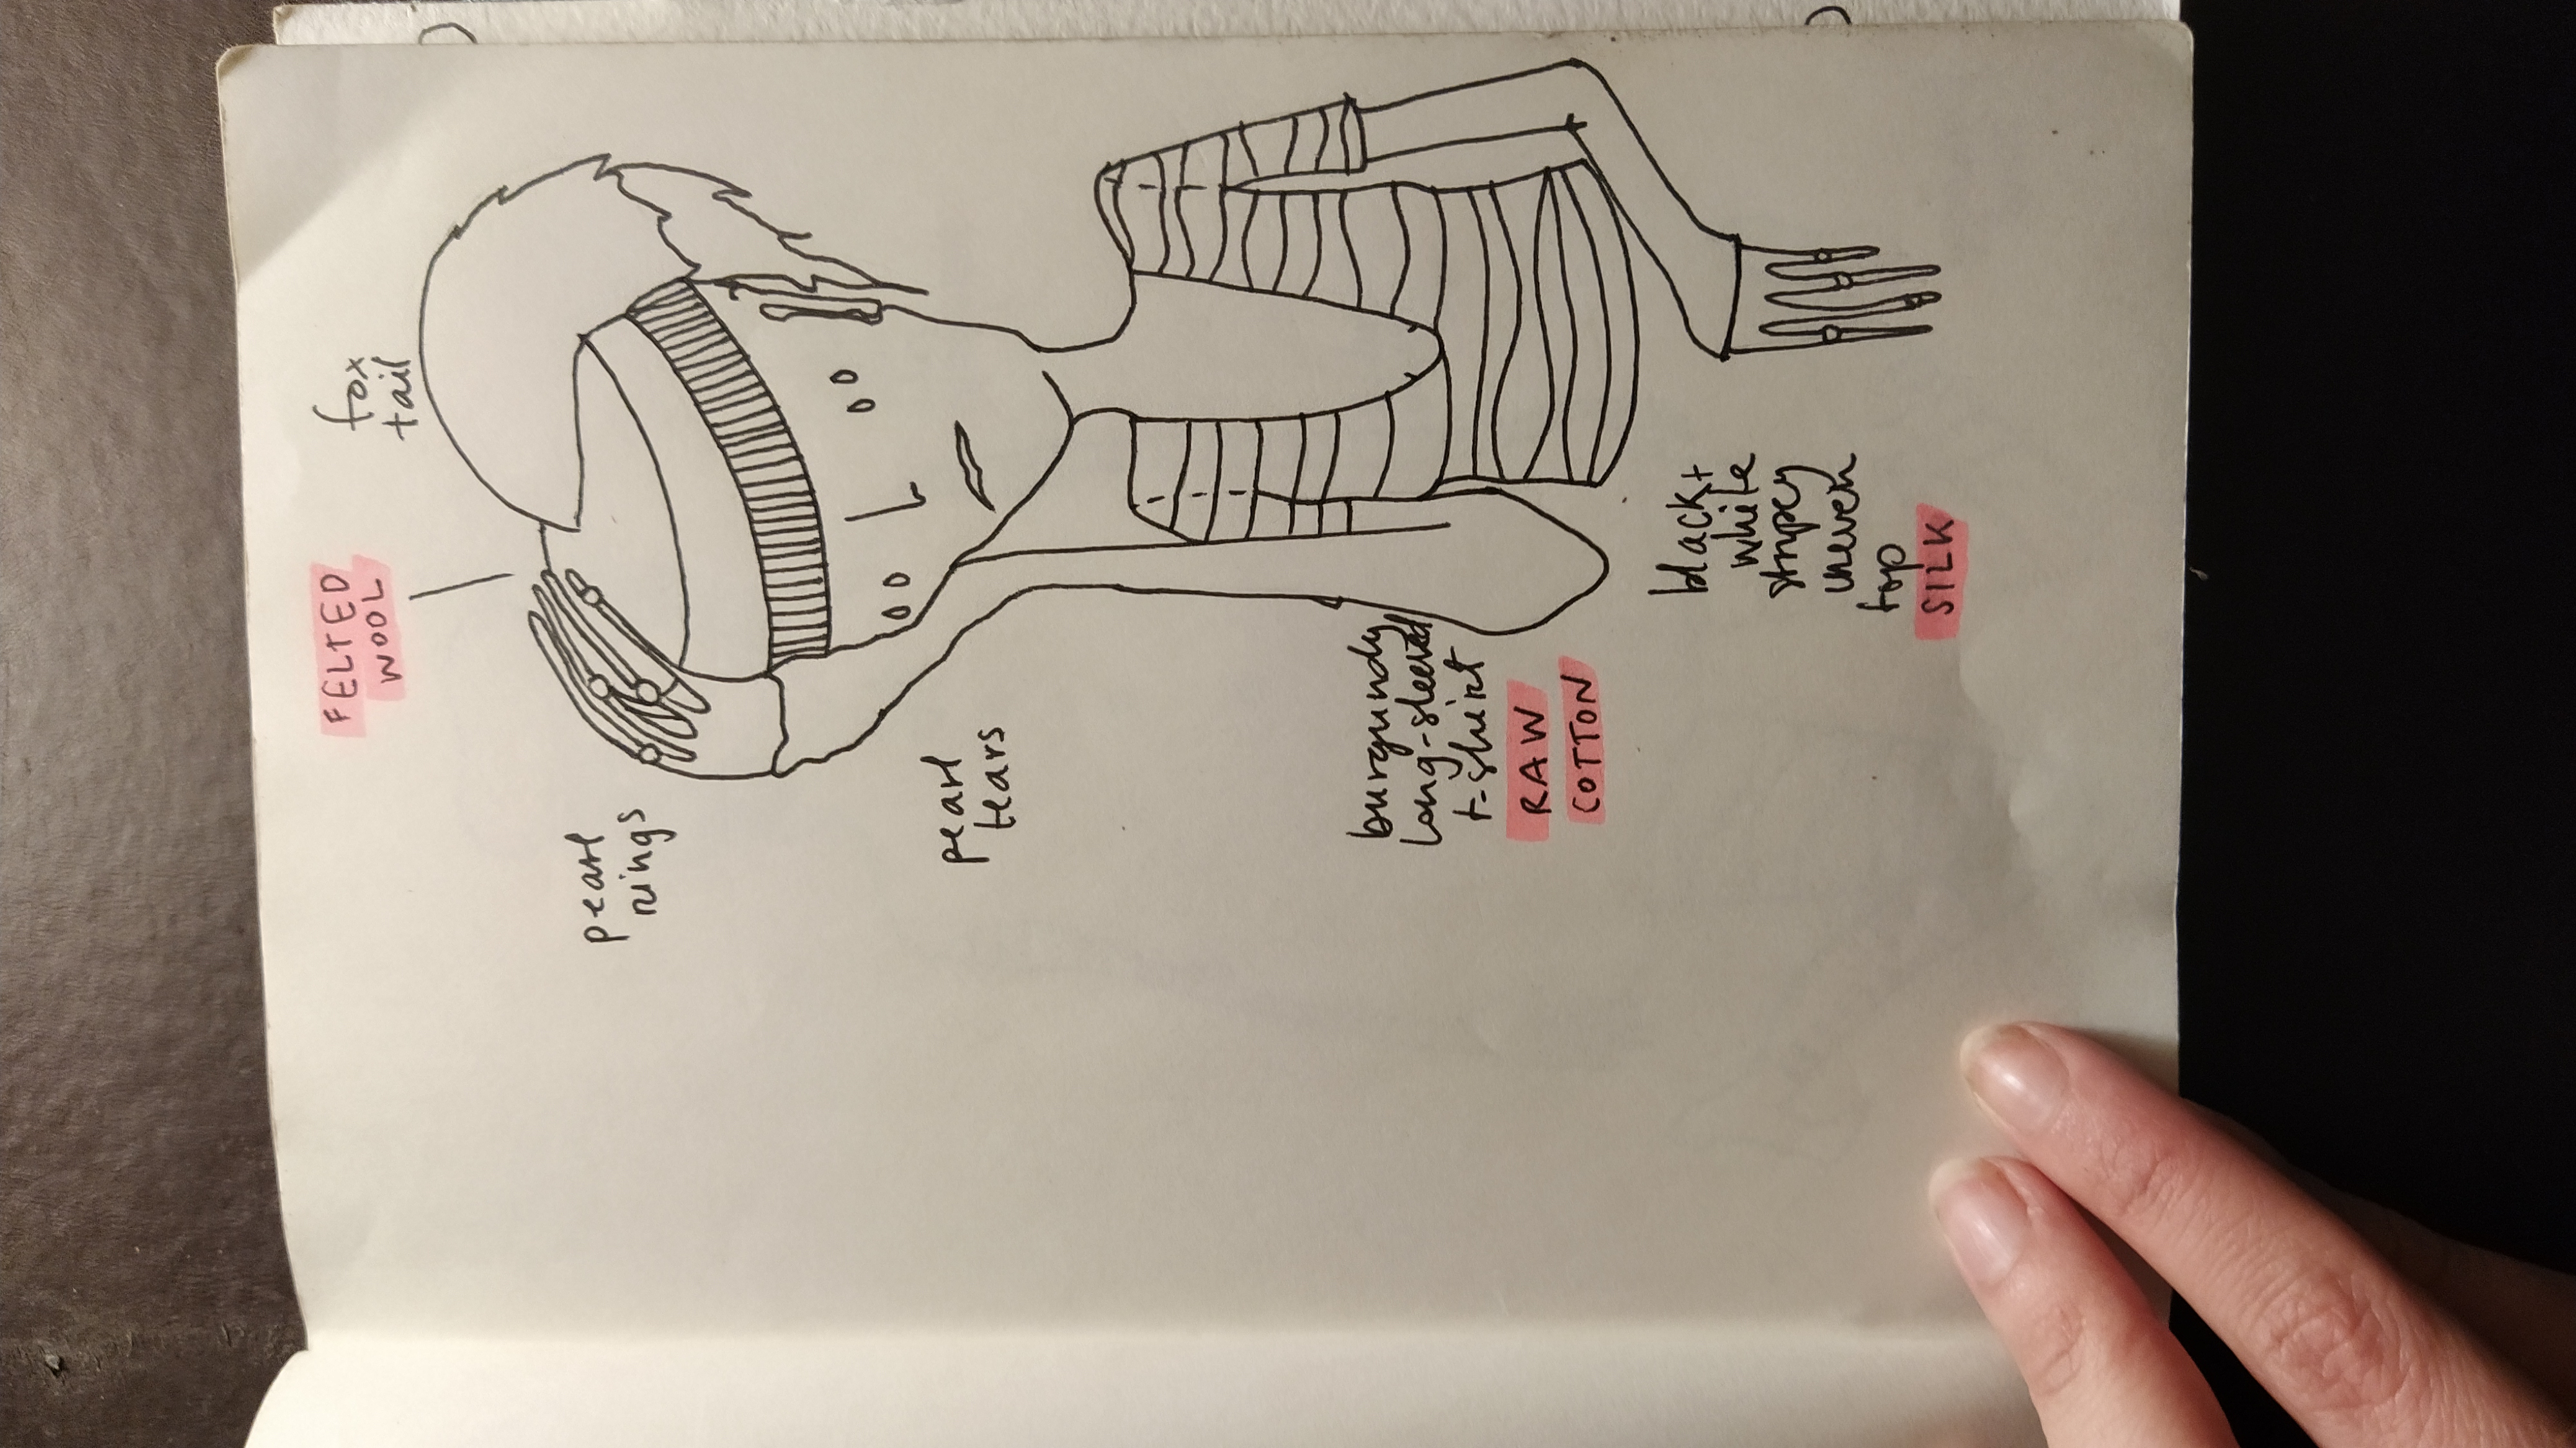 FELTED
WOOL
fox
tail
pearl
rings
pearl
tears
burgundy
long-sleeved
t-shirt
RAW
COTTON
black +
white
stripey
uneven
top
SILK